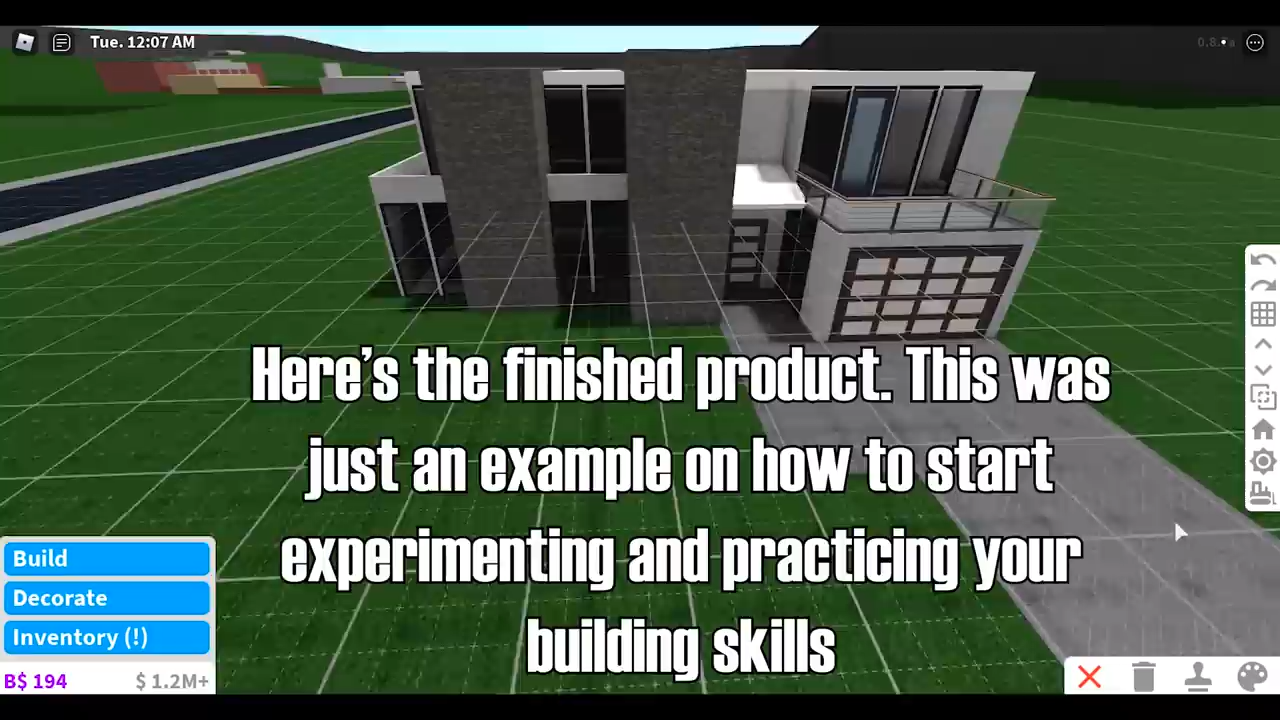 Tue. 12:07 AM
Here's the finished product. This was
just an example on how to start
experimenting and practicing your
building skills
Build
Decorate
Inventory (!)
B$ 194
$ 1.2M+